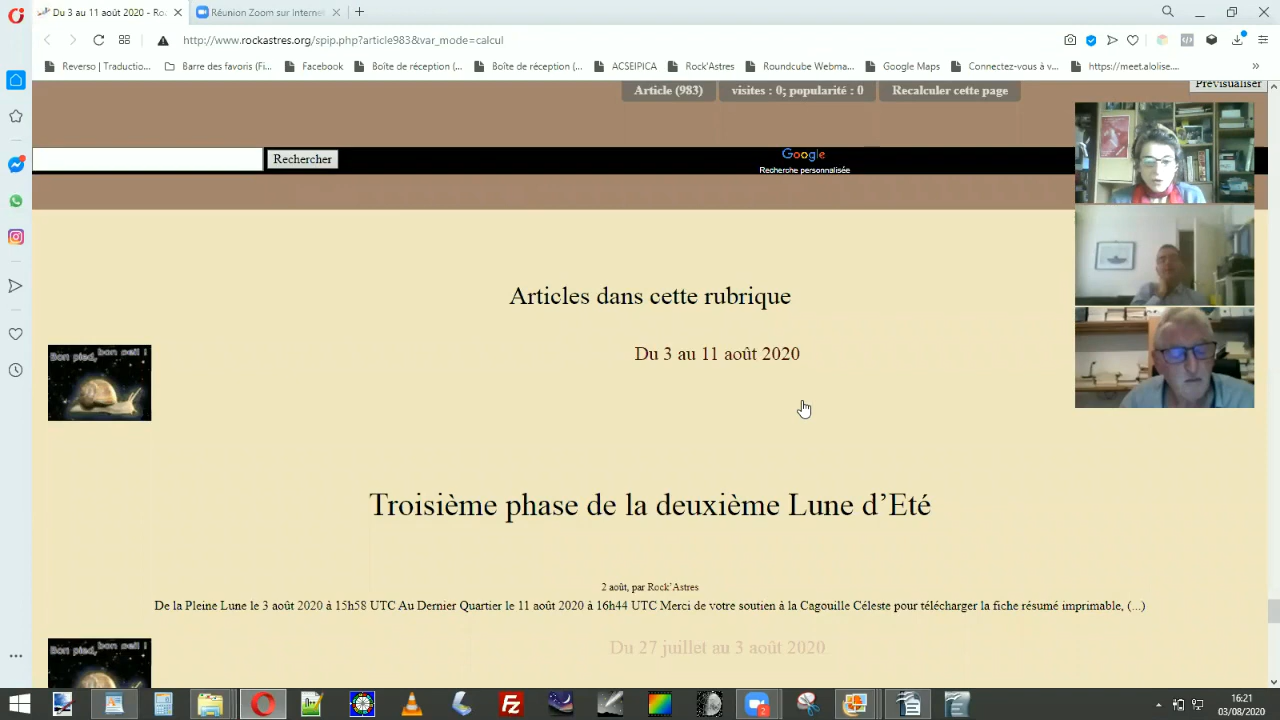 Du 3 au 11 août 2020 - Ro
Réunion Zoom sur Internet
http://www.rockastres.org/spip.php?article983&var_mode=calcul
Reverso | Traductio...
Barre des favoris (Fi...
Facebook
Boîte de réception (...
Boîte de réception (...
ACSEIPICA
Rock'Astres
Roundcube Webma...
Google Maps
Connectez-vous à v...
https://meet.alolise....
Article (983)
visites : 0; popularité : 0
Recalculer cette page
Prévisualiser
Rechercher
Google
Recherche personnalisée
Articles dans cette rubrique
Bon pied, bon oeil !
Du 3 au 11 août 2020
Troisième phase de la deuxième Lune d’Eté
2 août, par Rock’Astres
De la Pleine Lune le 3 août 2020 à 15h58 UTC Au Dernier Quartier le 11 août 2020 à 16h44 UTC Merci de votre soutien à la Cagouille Céleste pour télécharger la fiche résumé imprimable, (...)
Bon pied, bon oeil !
Du 27 juillet au 3 août 2020
2
16:21
03/08/2020